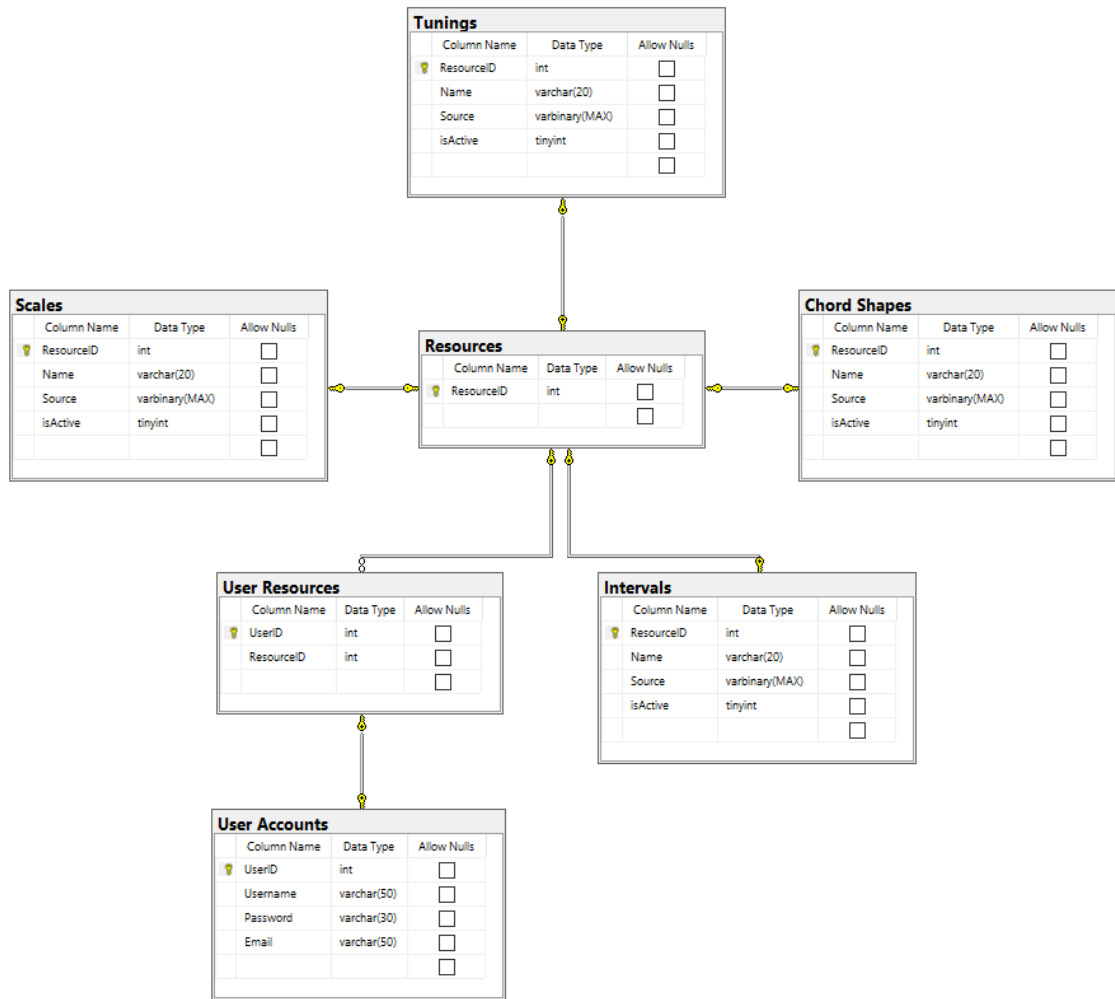 Tunings
Column Name Data Type Allow Nulls
ResourceID int
Name varchar(20)
Source varbinary(MAX)
isActive tinyint
Scales
Column Name Data Type Allow Nulls
ResourceID int
Name varchar(20)
Source varbinary(MAX)
isActive tinyint
Resources
Column Name Data Type Allow Nulls
ResourceID int
Chord Shapes
Column Name Data Type Allow Nulls
ResourceID int
Name varchar(20)
Source varbinary(MAX)
isActive tinyint
User Resources
Column Name Data Type Allow Nulls
UserID int
ResourceID int
Intervals
Column Name Data Type Allow Nulls
ResourceID int
Name varchar(20)
Source varbinary(MAX)
isActive tinyint
User Accounts
Column Name Data Type Allow Nulls
UserID int
Username varchar(50)
Password varchar(30)
Email varchar(50)